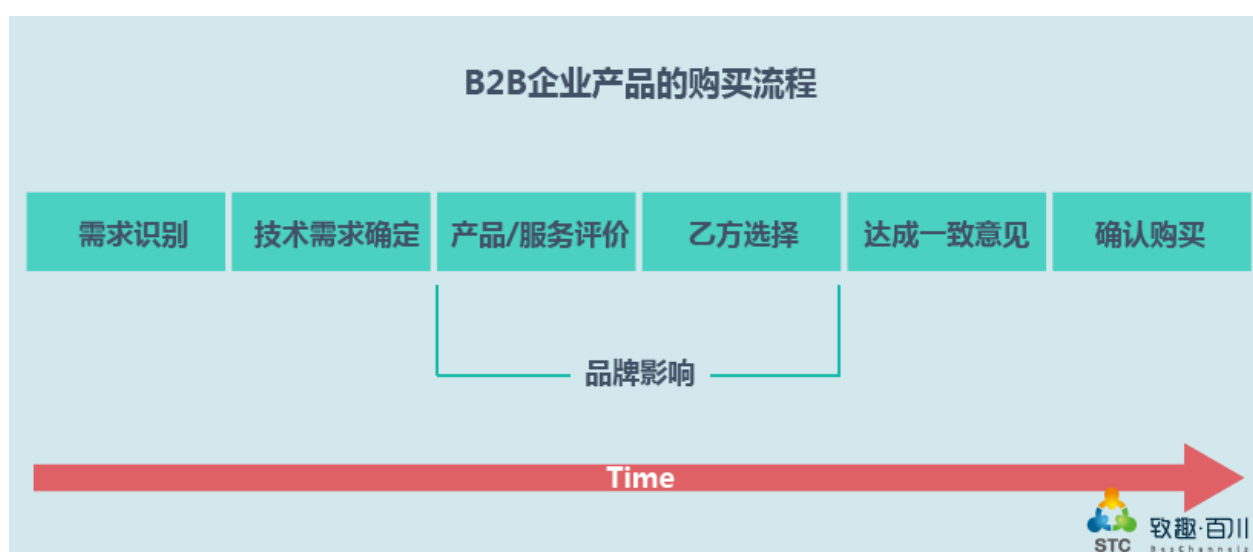 B2B企业产品的购买流程
需求识别
技术需求确定
产品/服务评价
乙方选择
达成一致意见
确认购买
品牌影响
Time
STC
致趣·百川
BesChannels